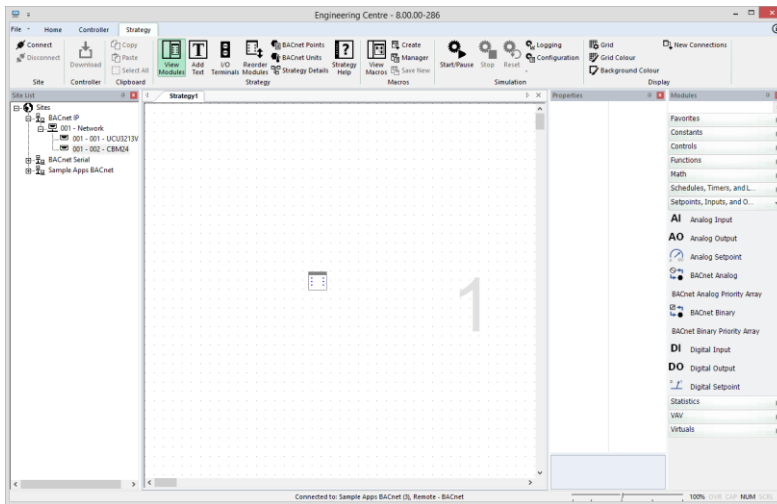 Engineering Centre - 8.00.00-286
File Home Controller Strategy
Connect
Disconnect
Site
Download
Controller
Copy
Paste
Select All
Clipboard
View Modules
Add Text
I/O Terminals
Reorder Modules
BACnet Points
BACnet Units
Strategy Details
Strategy Help
Strategy
View Macros
Create
Manager
Save New
Macros
Start/Pause
Stop
Reset
Logging
Configuration
Simulation
Grid
Grid Colour
Background Colour
New Connections
Display
Site List
Sites
BACnet IP
001 - Network
001 - 001 - UCU3213V
001 - 002 - CBM24
BACnet Serial
Sample Apps BACnet
Strategy1
1
Properties
Modules
Favorites
Constants
Controls
Functions
Math
Schedules, Timers, and L...
Setpoints, Inputs, and O...
AI Analog Input
AO Analog Output
Analog Setpoint
BACnet Analog
BACnet Analog Priority Array
BACnet Binary
BACnet Binary Priority Array
DI Digital Input
DO Digital Output
Digital Setpoint
Statistics
VAV
Virtuals
Connected to: Sample Apps BACnet (3), Remote - BACnet
100% OVR CAP NUM SCRL